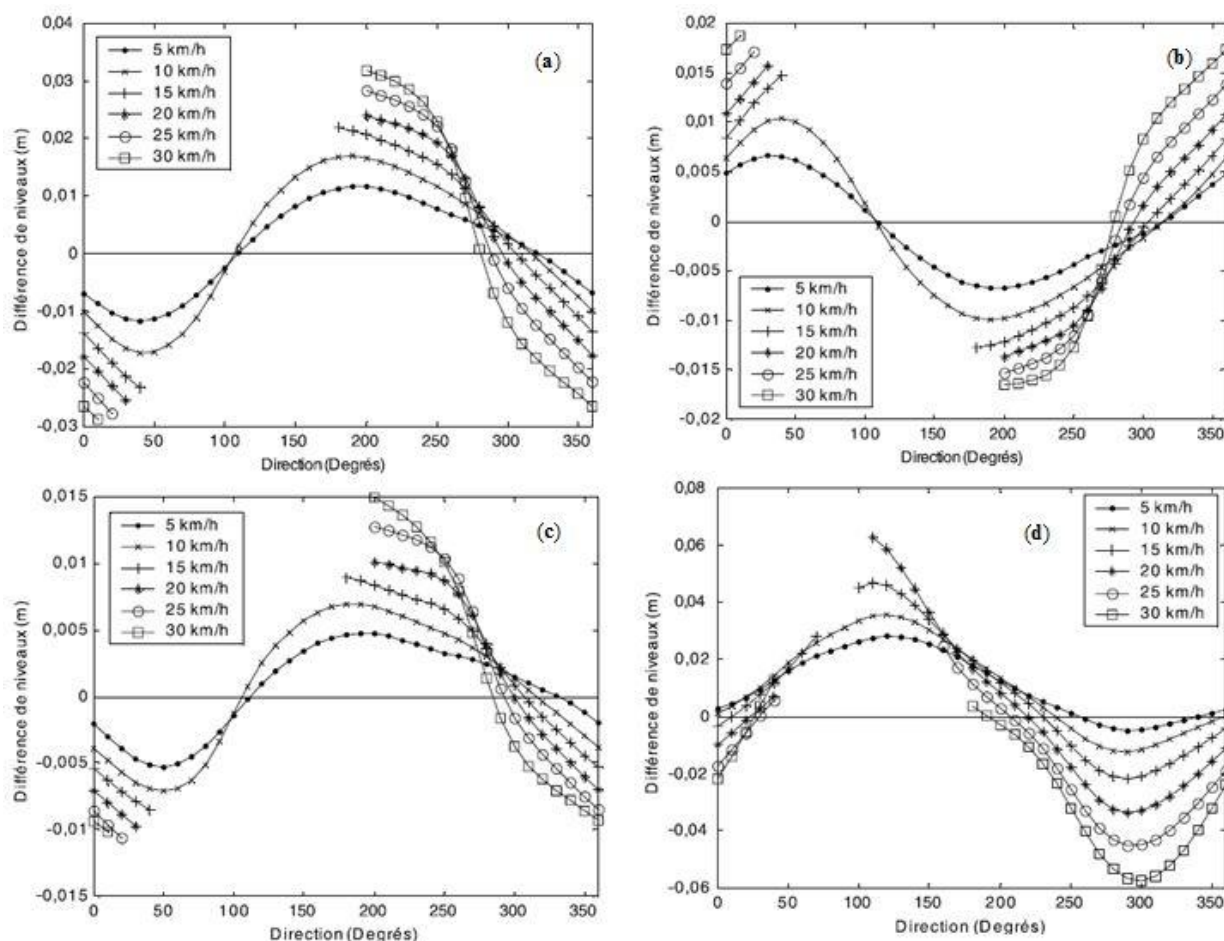 (a)
5 km/h
10 km/h
15 km/h
20 km/h
25 km/h
30 km/h
Différence de niveaux (m)
0,04
0,03
0,02
0,01
0
-0,01
-0,02
-0,03
0 50 100 150 200 250 300 350
Direction (Degrés)
(b)
5 km/h
10 km/h
15 km/h
20 km/h
25 km/h
30 km/h
Différence de niveaux (m)
0,02
0,015
0,01
0,005
0
-0,005
-0,01
-0,015
-0,02
0 50 100 150 200 250 300 350
Direction (Degrés)
(c)
5 km/h
10 km/h
15 km/h
20 km/h
25 km/h
30 km/h
Différence de niveaux (m)
0,015
0,01
0,005
0
-0,005
-0,01
-0,015
0 50 100 150 200 250 300 350
Direction (Degrés)
(d)
5 km/h
10 km/h
15 km/h
20 km/h
25 km/h
30 km/h
Différence de niveaux (m)
0,08
0,06
0,04
0,02
0
-0,02
-0,04
-0,06
0 50 100 150 200 250 300 350
Direction (Degrés)